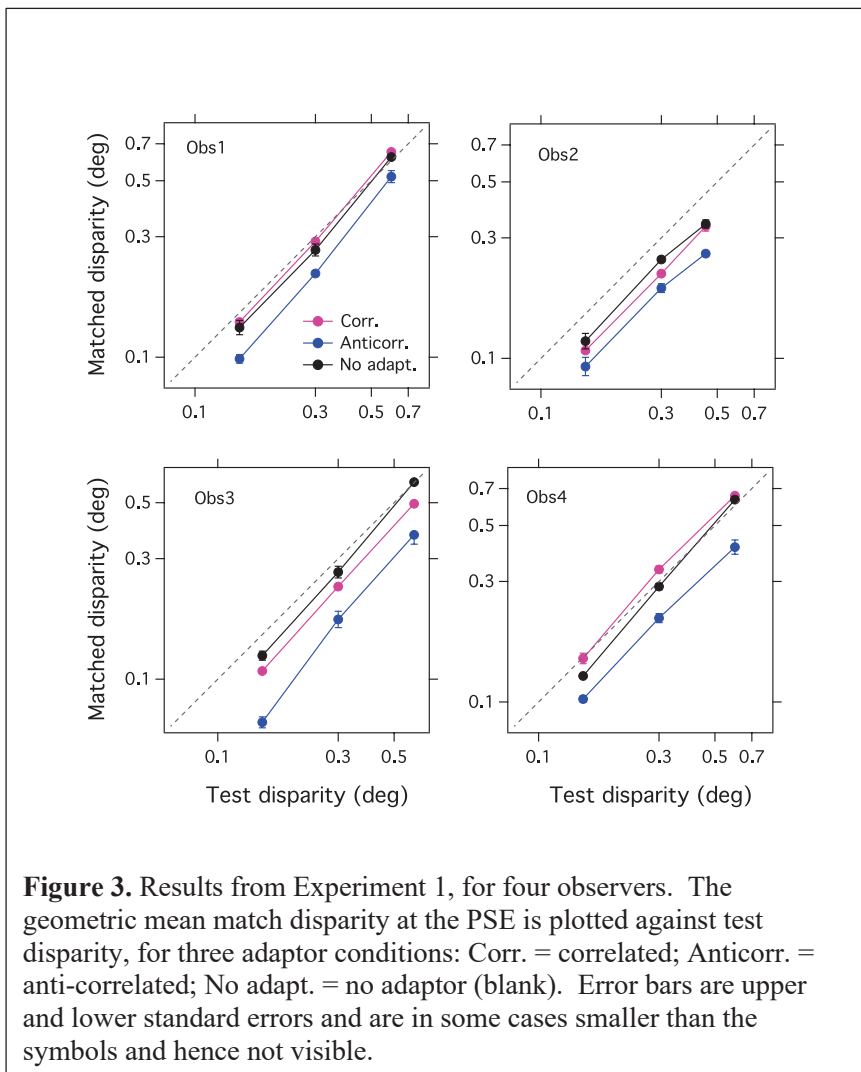 Obs1
Obs2
Matched disparity (deg)
0.7
0.5
0.3
0.1
Corr.
Anticorr.
No adapt.
0.1
0.3
0.5
0.7
0.7
0.5
0.3
0.1
0.1
0.3
0.5
0.7
Obs3
Obs4
Matched disparity (deg)
0.5
0.3
0.1
0.1
0.3
0.5
Test disparity (deg)
0.7
0.5
0.3
0.1
0.1
0.3
0.5
0.7
Test disparity (deg)
Figure 3. Results from Experiment 1, for four observers. The
geometric mean match disparity at the PSE is plotted against test
disparity, for three adaptor conditions: Corr. = correlated; Anticorr. =
anti-correlated; No adapt. = no adaptor (blank). Error bars are upper
and lower standard errors and are in some cases smaller than the
symbols and hence not visible.